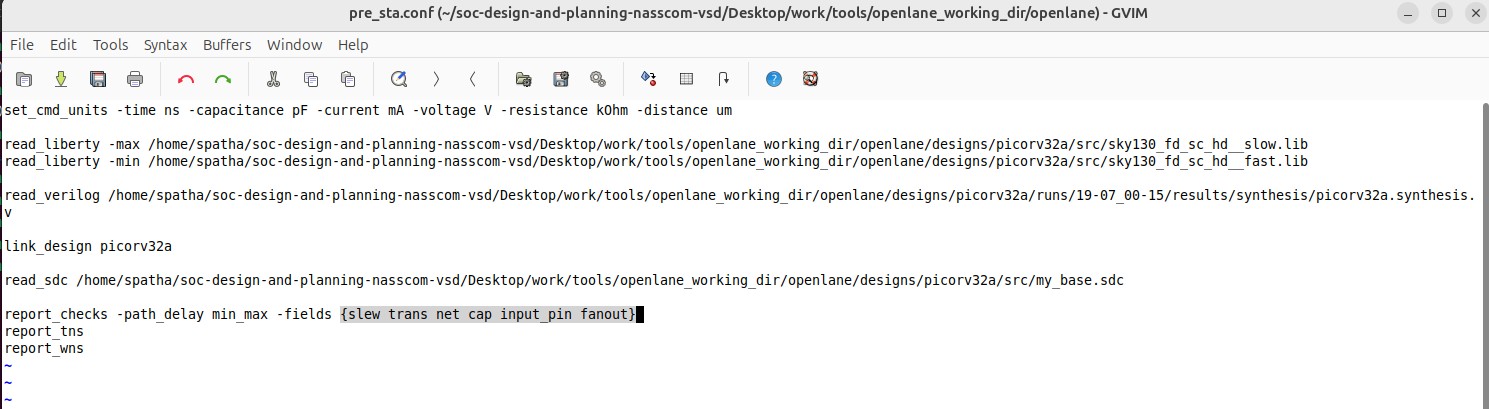 pre_sta.conf (~/soc-design-and-planning-nasscom-vsd/Desktop/work/tools/openlane_working_dir/openlane) - GVIM
File Edit Tools Syntax Buffers Window Help
set_cmd_units -time ns -capacitance pF -current mA -voltage V -resistance kOhm -distance um
read_liberty -max /home/spatha/soc-design-and-planning-nasscom-vsd/Desktop/work/tools/openlane_working_dir/openlane/designs/picorv32a/src/sky130_fd_sc_hd__slow.lib
read_liberty -min /home/spatha/soc-design-and-planning-nasscom-vsd/Desktop/work/tools/openlane_working_dir/openlane/designs/picorv32a/src/sky130_fd_sc_hd__fast.lib
read_verilog /home/spatha/soc-design-and-planning-nasscom-vsd/Desktop/work/tools/openlane_working_dir/openlane/designs/picorv32a/runs/19-07_00-15/results/synthesis/picorv32a.synthesis.
v
link_design picorv32a
read_sdc /home/spatha/soc-design-and-planning-nasscom-vsd/Desktop/work/tools/openlane_working_dir/openlane/designs/picorv32a/src/my_base.sdc
report_checks -path_delay min_max -fields {slew trans net cap input_pin fanout}
report_tns
report_wns
~
~
~